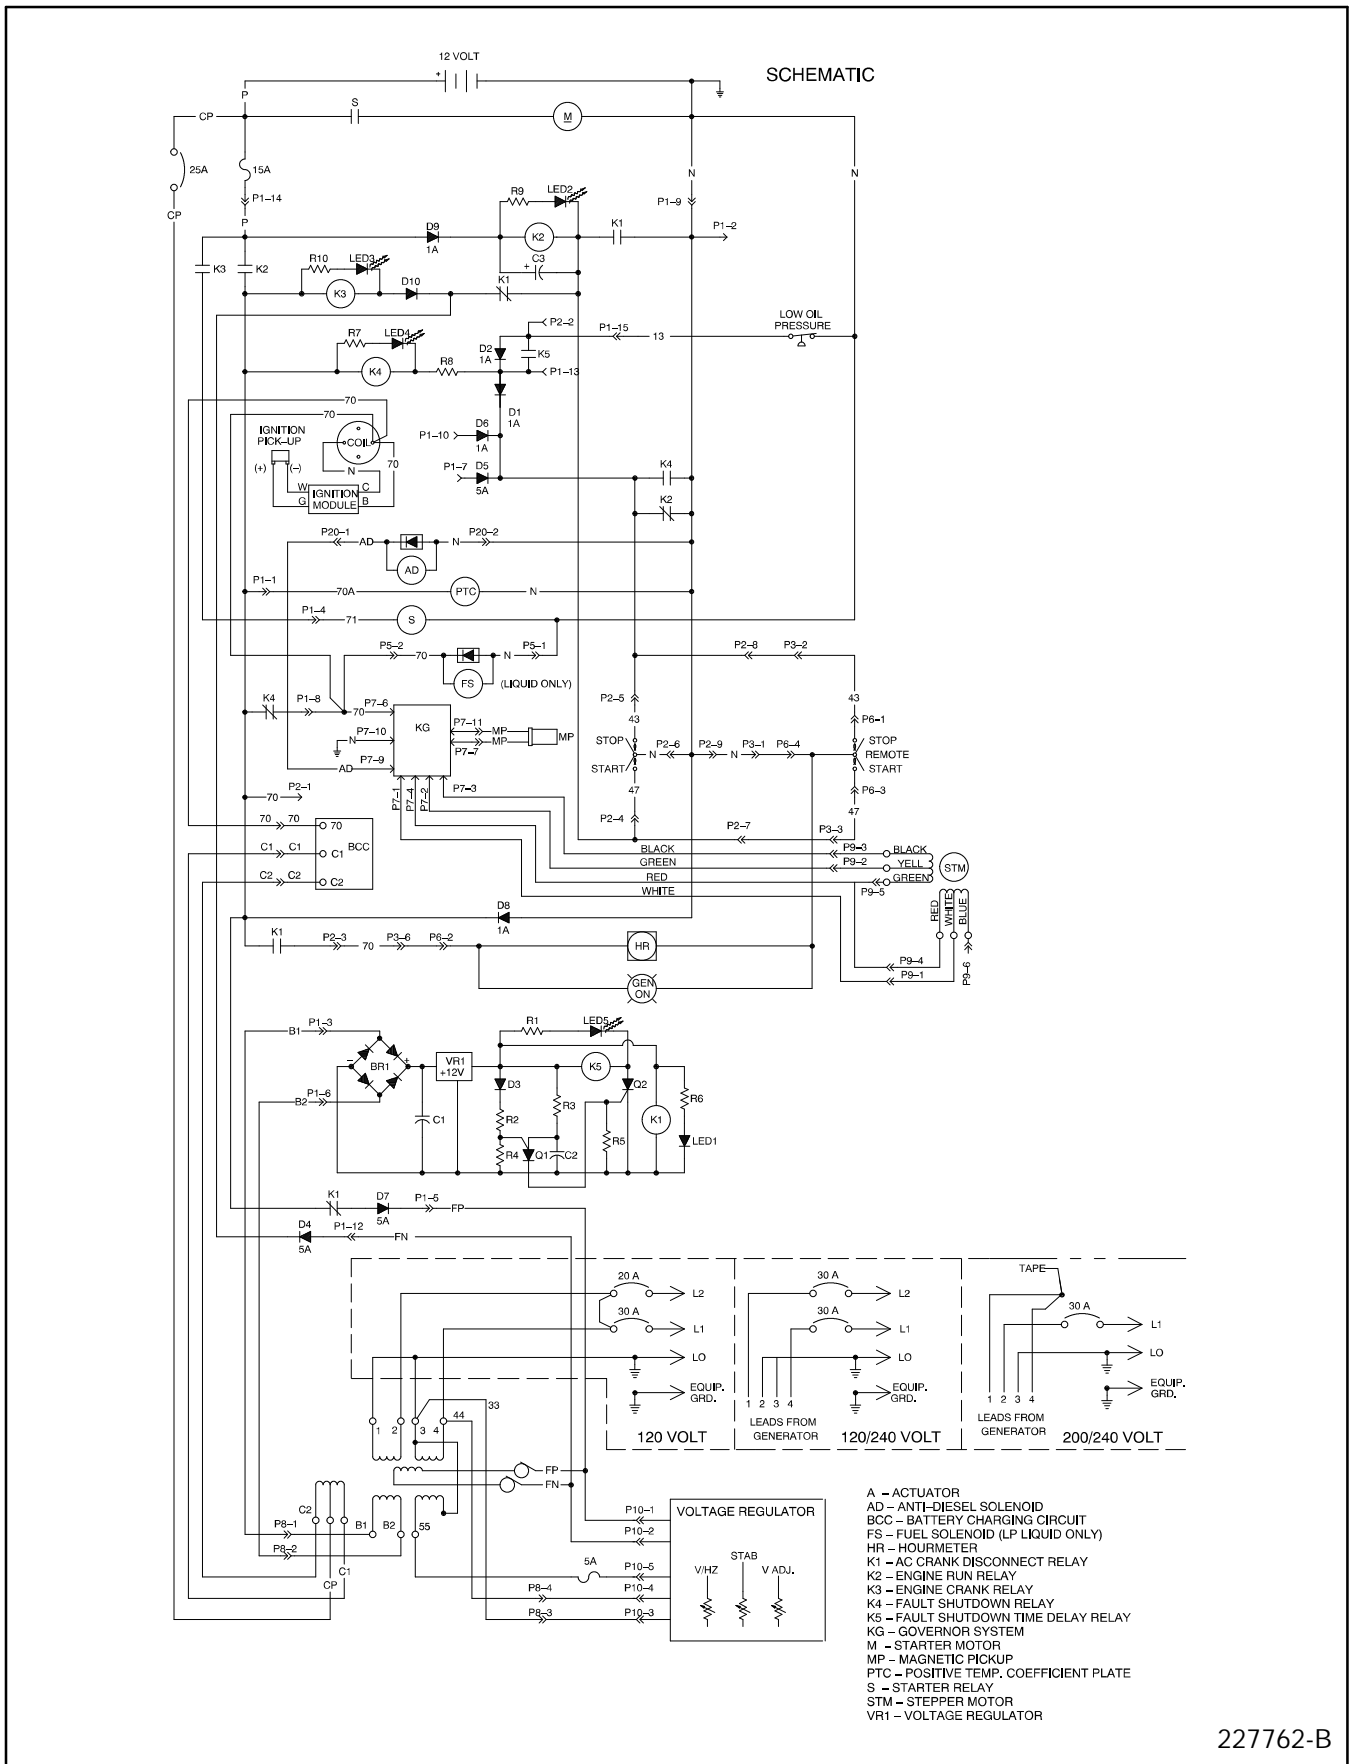 12 VOLT
SCHEMATIC
+
P
S
CP
M
25A
15A
N
N
P1–14
CP
P
R9
LED2
P1–9
D9
K2
K1
P1–2
1A
K3
K2
R10
LED3
+
C3
K3
D10
K1
R7
LED4
P2–2
P1–15
13
LOW OIL
PRESSURE
K4
R8
D2
1A
K5
P1–13
70
70
D1
1A
IGNITION
PICK–UP
COIL
P1–10
D6
1A
(+)
(–)
N
70
P1–7
D5
5A
K4
W
G
IGNITION
MODULE
C
B
K2
P20–1
AD
N
P20–2
AD
P1–1
70A
PTC
N
P1–4
71
S
P5–2
70
N
P5–1
P2–8
P3–2
FS
(LIQUID ONLY)
K4
P1–8
P7–6
70
P2–5
43
43
P6–1
KG
P7–11
MP
MP
P7–7
MP
N
P7–10
STOP
START
N
P2–6
P2–9
N
P3–1
P6–4
STOP
REMOTE
START
AD
P7–9
P7–1
P7–4
P7–2
P7–3
47
P6–3
47
70
P2–1
P2–4
P2–7
P3–3
70
70
70
BCC
C1
C1
C1
C2
C2
C2
BLACK
P9–3
BLACK
GREEN
P9–2
YELL
RED
GREEN
WHITE
P9–5
STM
RED
WHITE
BLUE
D8
1A
K1
P2–3
70
P3–6
P6–2
HR
P9–4
P9–1
P9–6
GEN
ON
B1
P1–3
R1
LED5
–
BR1
+
VR1
+12V
K5
D3
Q2
R6
B2
P1–6
C1
R2
R3
K1
R4
Q1
C2
R5
LED1
K1
D7
5A
P1–5
FP
D4
5A
P1–12
FN
20 A
L2
30 A
L1
LO
EQUIP.
GRD.
120 VOLT
30 A
L2
30 A
L1
LO
EQUIP.
GRD.
1 2 3 4
LEADS FROM
GENERATOR
120/240 VOLT
TAPE
30 A
L1
LO
EQUIP.
GRD.
1 2 3 4
LEADS FROM
GENERATOR
200/240 VOLT
33
44
1 2 3 4
FP
FN
C2
P8–1
B1
B2
55
P8–2
C1
CP
P10–1
P10–2
5A
P10–5
P8–4
P10–4
P8–3
P10–3
VOLTAGE REGULATOR
V/HZ
STAB
V ADJ.
A – ACTUATOR
AD – ANTI–DIESEL SOLENOID
BCC – BATTERY CHARGING CIRCUIT
FS – FUEL SOLENOID (LP LIQUID ONLY)
HR – HOURMETER
K1 – AC CRANK DISCONNECT RELAY
K2 – ENGINE RUN RELAY
K3 – ENGINE CRANK RELAY
K4 – FAULT SHUTDOWN RELAY
K5 – FAULT SHUTDOWN TIME DELAY RELAY
KG – GOVERNOR SYSTEM
M – STARTER MOTOR
MP – MAGNETIC PICKUP
PTC – POSITIVE TEMP. COEFFICIENT PLATE
S – STARTER RELAY
STM – STEPPER MOTOR
VR1 – VOLTAGE REGULATOR
227762-B